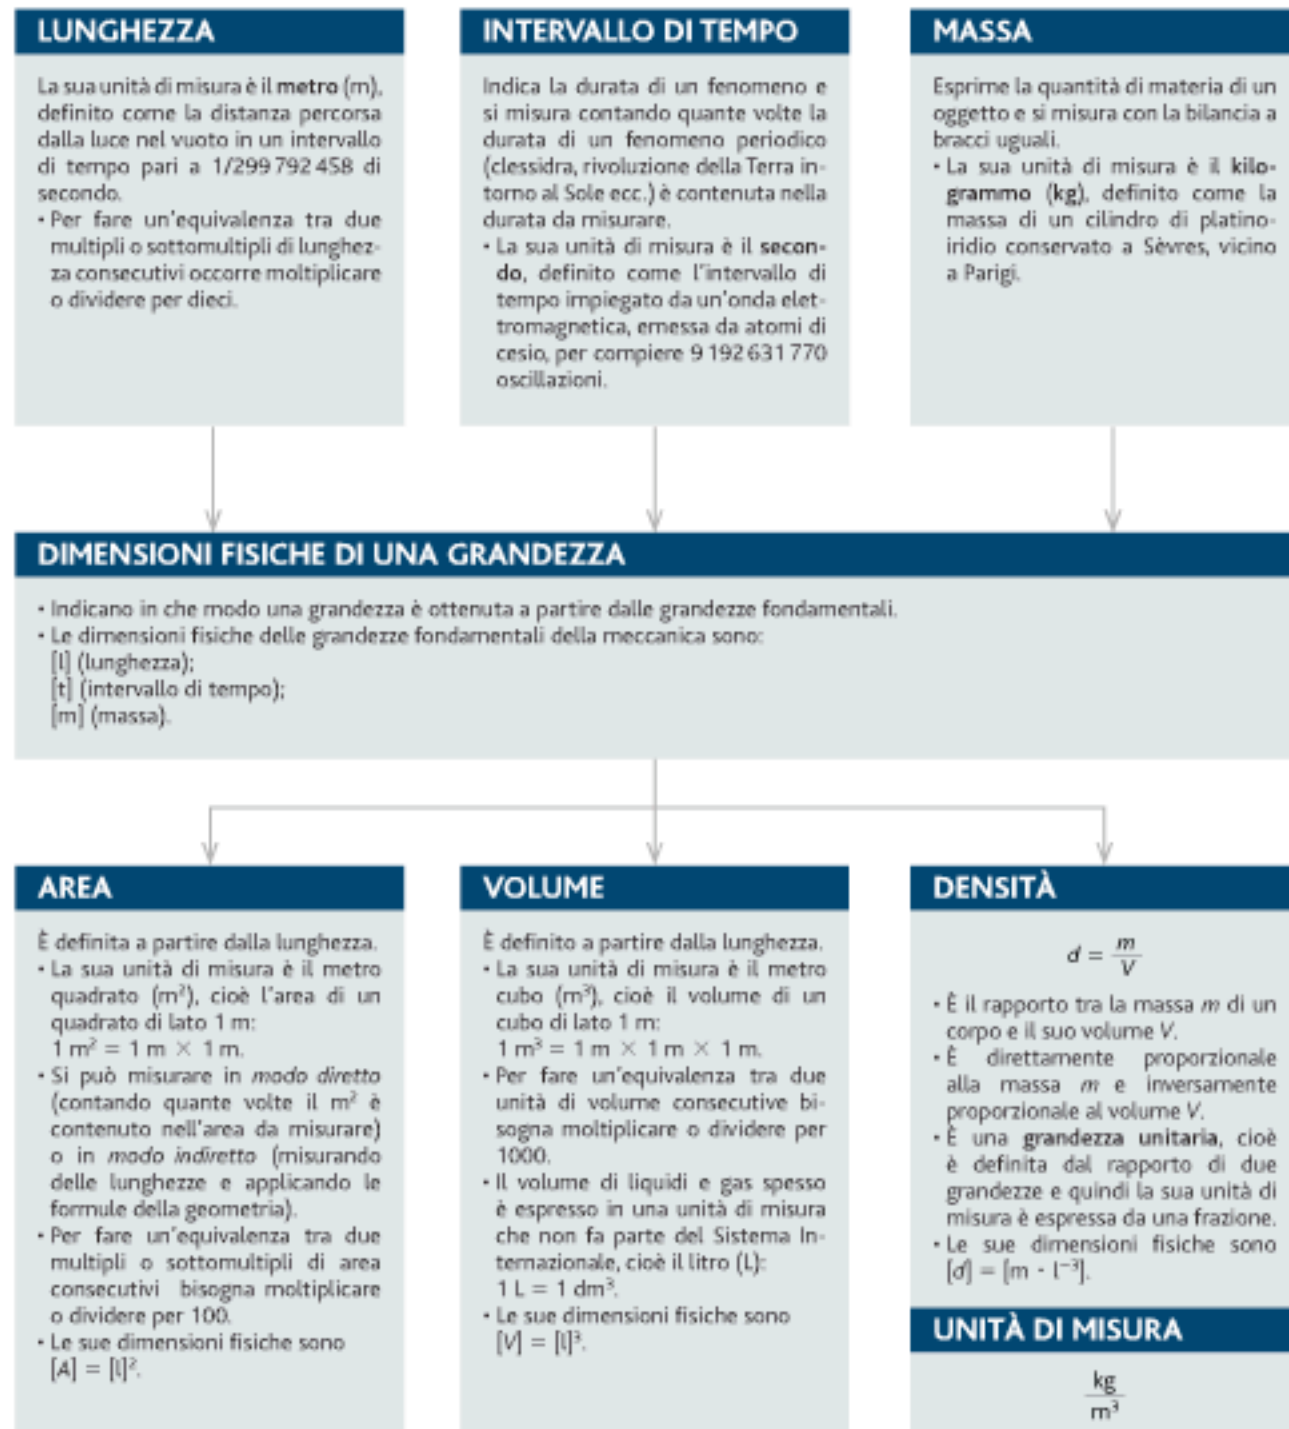 LUNGHEZZA
La sua unità di misura è il metro (m),
definito come la distanza percorsa
dalla luce nel vuoto in un intervallo
di tempo pari a 1/299 792 458 di
secondo.
• Per fare un'equivalenza tra due
multipli o sottomultipli di lunghez-
za consecutivi occorre moltiplicare
o dividere per dieci.
INTERVALLO DI TEMPO
Indica la durata di un fenomeno e
si misura contando quante volte la
durata di un fenomeno periodico
(clessidra, rivoluzione della Terra in-
torno al Sole ecc.) è contenuta nella
durata da misurare.
• La sua unità di misura è il secon-
do, definito come l'intervallo di
tempo impiegato da un'onda elet-
tromagnetica, emessa da atomi di
cesio, per compiere 9 192 631 770
oscillazioni.
MASSA
Esprime la quantità di materia di un
oggetto e si misura con la bilancia a
bracci uguali.
• La sua unità di misura è il kilo-
grammo (kg), definito come la
massa di un cilindro di platino-
iridio conservato a Sèvres, vicino
a Parigi.
DIMENSIONI FISICHE DI UNA GRANDEZZA
• Indicano in che modo una grandezza è ottenuta a partire dalle grandezze fondamentali.
• Le dimensioni fisiche delle grandezze fondamentali della meccanica sono:
[l] (lunghezza);
[t] (intervallo di tempo);
[m] (massa).
AREA
È definita a partire dalla lunghezza.
• La sua unità di misura è il metro
quadrato (m²), cioè l'area di un
quadrato di lato 1 m:
1 m² = 1 m × 1 m.
• Si può misurare in modo diretto
(contando quante volte il m² è
contenuto nell'area da misurare)
o in modo indiretto (misurando
delle lunghezze e applicando le
formule della geometria).
• Per fare un'equivalenza tra due
multipli o sottomultipli di area
consecutivi bisogna moltiplicare
o dividere per 100.
• Le sue dimensioni fisiche sono
[A] = [l]².
VOLUME
È definito a partire dalla lunghezza.
• La sua unità di misura è il metro
cubo (m³), cioè il volume di un
cubo di lato 1 m:
1 m³ = 1 m × 1 m × 1 m.
• Per fare un'equivalenza tra due
unità di volume consecutive bi-
sogna moltiplicare o dividere per
1000.
• Il volume di liquidi e gas spesso
è espresso in una unità di misura
che non fa parte del Sistema In-
ternazionale, cioè il litro (L):
1 L = 1 dm³.
• Le sue dimensioni fisiche sono
[V] = [l]³.
DENSITÀ
d = m/V
• È il rapporto tra la massa m di un
corpo e il suo volume V.
• È direttamente proporzionale
alla massa m e inversamente
proporzionale al volume V.
• È una grandezza unitaria, cioè
è definita dal rapporto di due
grandezze e quindi la sua unità di
misura è espressa da una frazione.
• Le sue dimensioni fisiche sono
[d] = [m · l⁻³].
UNITÀ DI MISURA
kg
m³